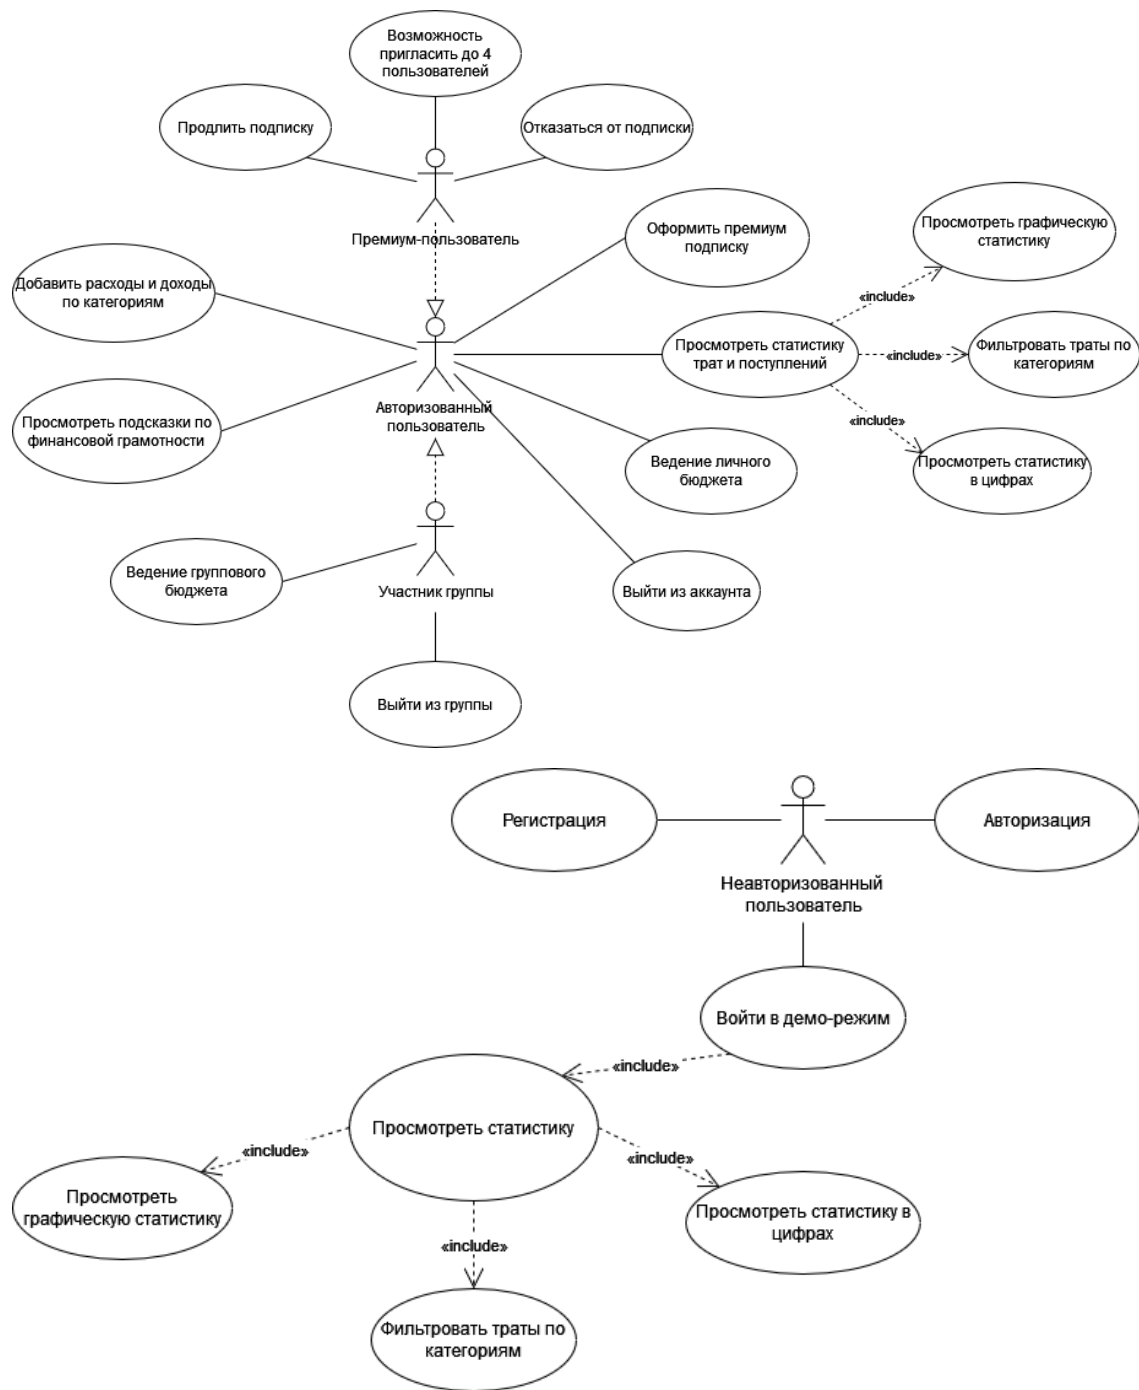 Возможность
пригласить до 4
пользователей
Продлить подписку
Отказаться от подписки
Премиум-пользователь
Оформить премиум
подписку
Просмотреть графическую
статистику
Добавить расходы и доходы
по категориям
«include»
Просмотреть статистику
трат и поступлений
«include»
Фильтровать траты по
категориям
Авторизованный
пользователь
Просмотреть подсказки по
финансовой грамотности
«include»
Ведение личного
бюджета
Просмотреть статистику
в цифрах
Ведение группового
бюджета
Участник группы
Выйти из аккаунта
Выйти из группы
Регистрация
Авторизация
Неавторизованный
пользователь
Войти в демо-режим
«include»
Просмотреть статистику
«include»
«include»
Просмотреть
графическую статистику
Просмотреть статистику в
цифрах
«include»
Фильтровать траты по
категориям